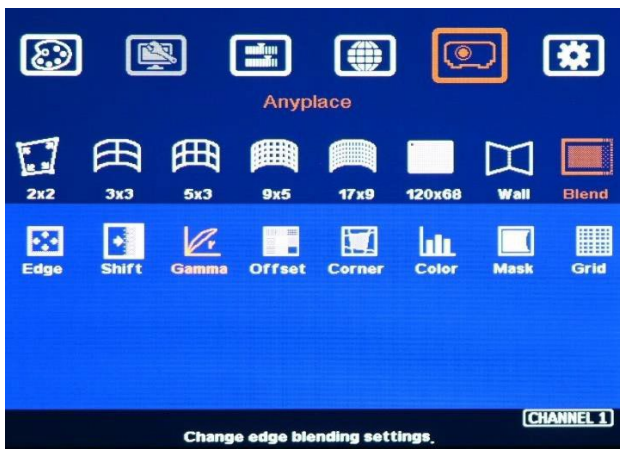 Anyplace
2x2 3x3 5x3 9x5 17x9 120x68 Wall Blend
Edge Shift Gamma Offset Corner Color Mask Grid
CHANNEL 1
Change edge blending settings.